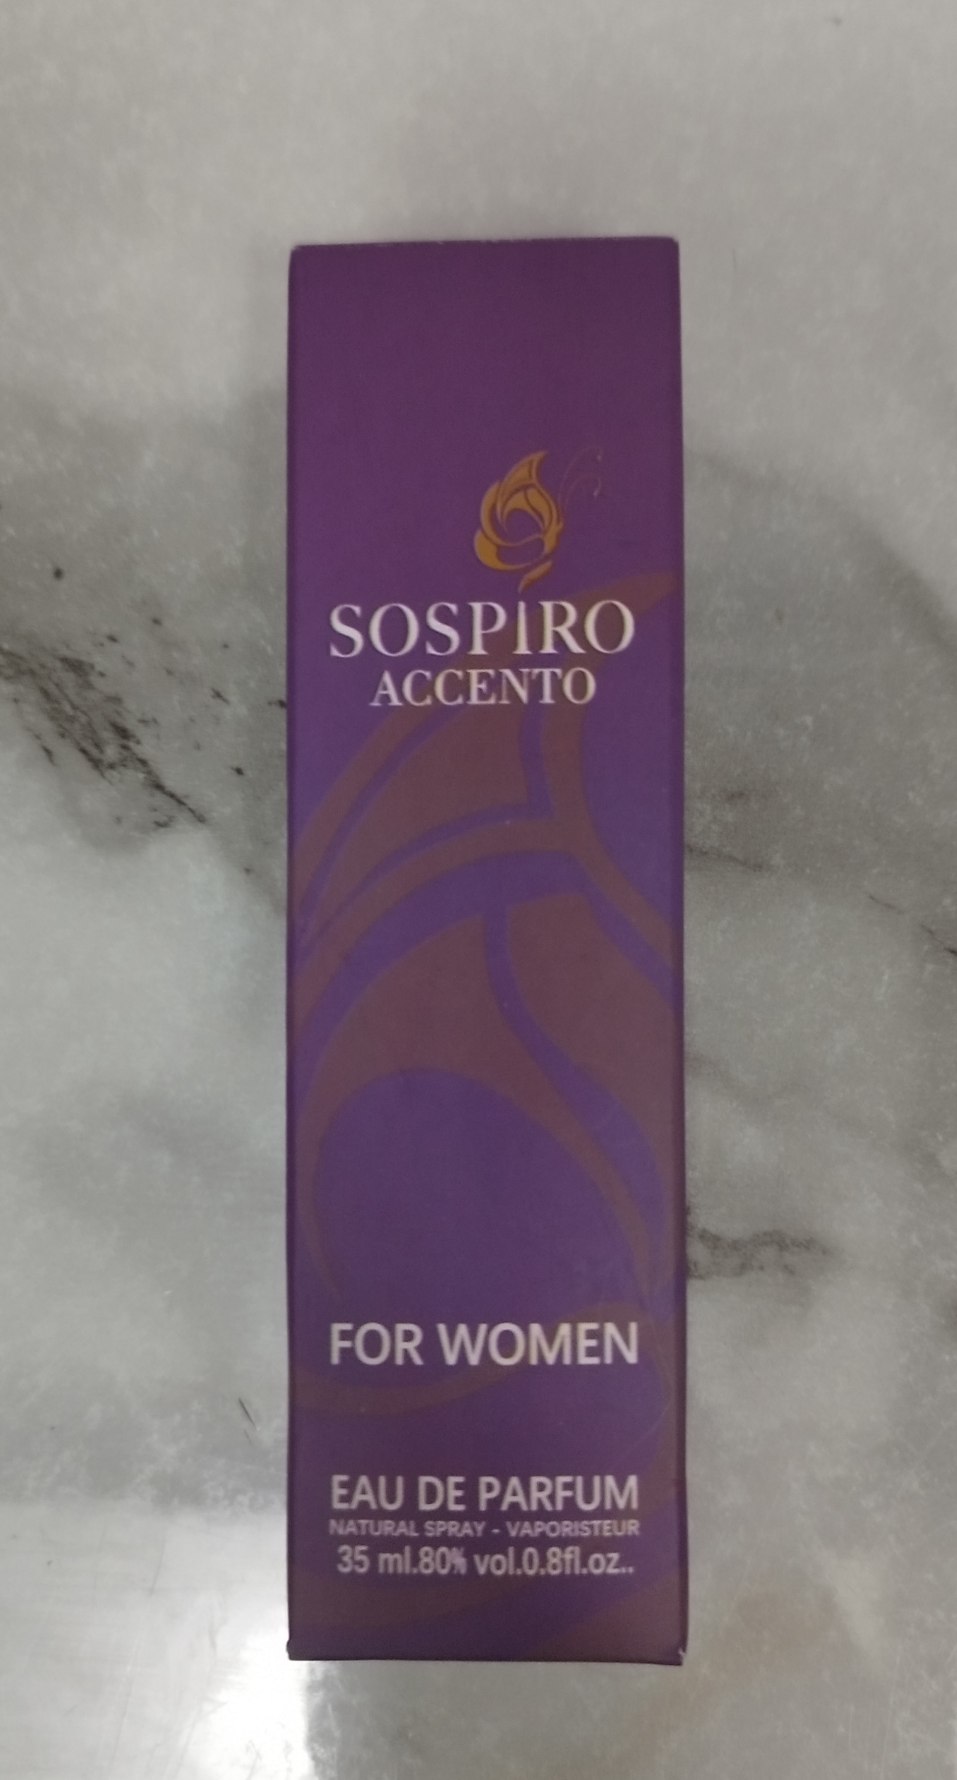 SOSPIRO
ACCENTO
FOR WOMEN
EAU DE PARFUM
NATURAL SPRAY - VAPORISTEUR
35 ml.80% vol.0.8fl.oz..